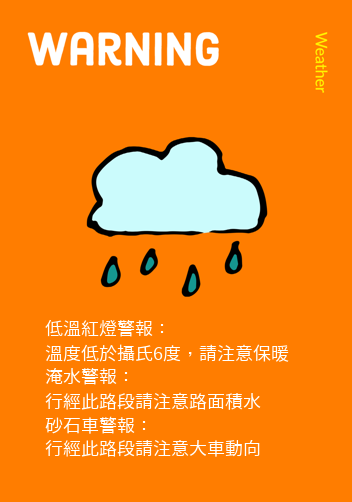 WARNING
Weather
低溫紅燈警報：
溫度低於攝氏6度，請注意保暖
淹水警報：
行經此路段請注意路面積水
砂石車警報：
行經此路段請注意大車動向